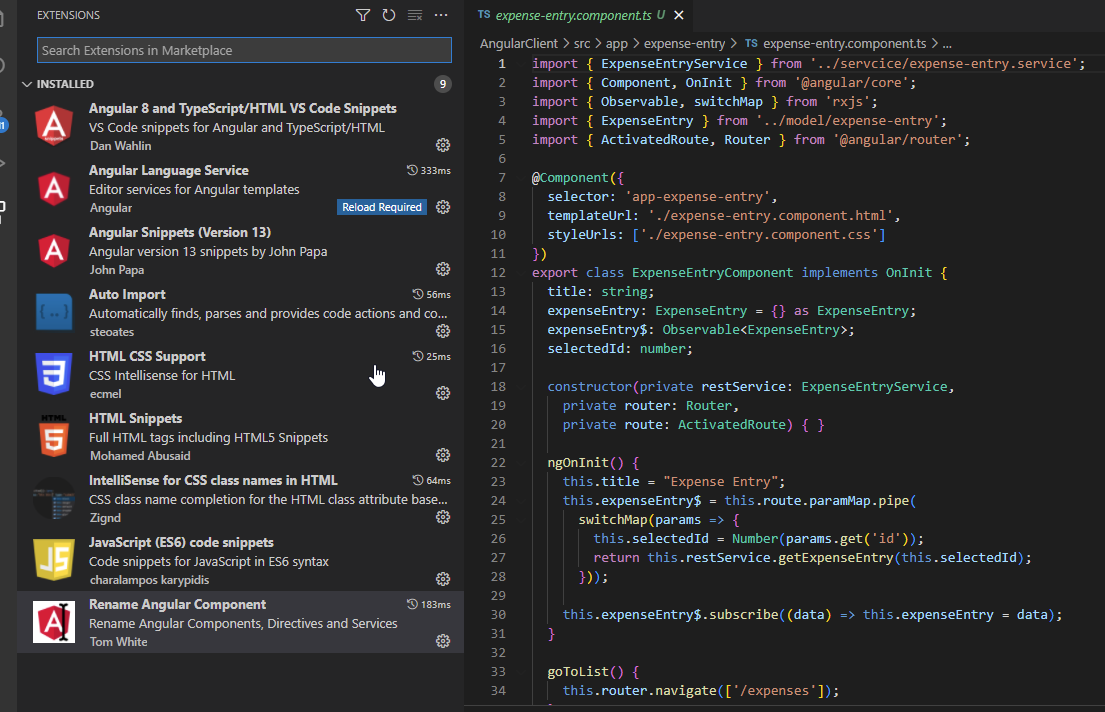 EXTENSIONS
Search Extensions in Marketplace
INSTALLED 9
Angular 8 and TypeScript/HTML VS Code Snippets
VS Code snippets for Angular and TypeScript/HTML
Dan Wahlin
Angular Language Service 333ms
Editor services for Angular templates
Angular Reload Required
Angular Snippets (Version 13)
Angular version 13 snippets by John Papa
John Papa
Auto Import 56ms
Automatically finds, parses and provides code actions and co...
steoates
HTML CSS Support 25ms
CSS Intellisense for HTML
ecmel
HTML Snippets
Full HTML tags including HTML5 Snippets
Mohamed Abusaid
IntelliSense for CSS class names in HTML 64ms
CSS class name completion for the HTML class attribute base...
Zignd
JavaScript (ES6) code snippets
Code snippets for JavaScript in ES6 syntax
charalampos karypidis
Rename Angular Component 183ms
Rename Angular Components, Directives and Services
Tom White
TS expense-entry.component.ts U
AngularClient > src > app > expense-entry > TS expense-entry.component.ts > ...
1 import { ExpenseEntryService } from '../servcice/expense-entry.service';
2 import { Component, OnInit } from '@angular/core';
3 import { Observable, switchMap } from 'rxjs';
4 import { ExpenseEntry } from '../model/expense-entry';
5 import { ActivatedRoute, Router } from '@angular/router';
6
7 @Component({
8 selector: 'app-expense-entry',
9 templateUrl: './expense-entry.component.html',
10 styleUrls: ['./expense-entry.component.css']
11 })
12 export class ExpenseEntryComponent implements OnInit {
13 title: string;
14 expenseEntry: ExpenseEntry = {} as ExpenseEntry;
15 expenseEntry$: Observable<ExpenseEntry>;
16 selectedId: number;
17
18 constructor(private restService: ExpenseEntryService,
19 private router: Router,
20 private route: ActivatedRoute) { }
21
22 ngOnInit() {
23 this.title = "Expense Entry";
24 this.expenseEntry$ = this.route.paramMap.pipe(
25 switchMap(params => {
26 this.selectedId = Number(params.get('id'));
27 return this.restService.getExpenseEntry(this.selectedId);
28 }));
29
30 this.expenseEntry$.subscribe((data) => this.expenseEntry = data);
31 }
32
33 goToList() {
34 this.router.navigate(['/expenses']);